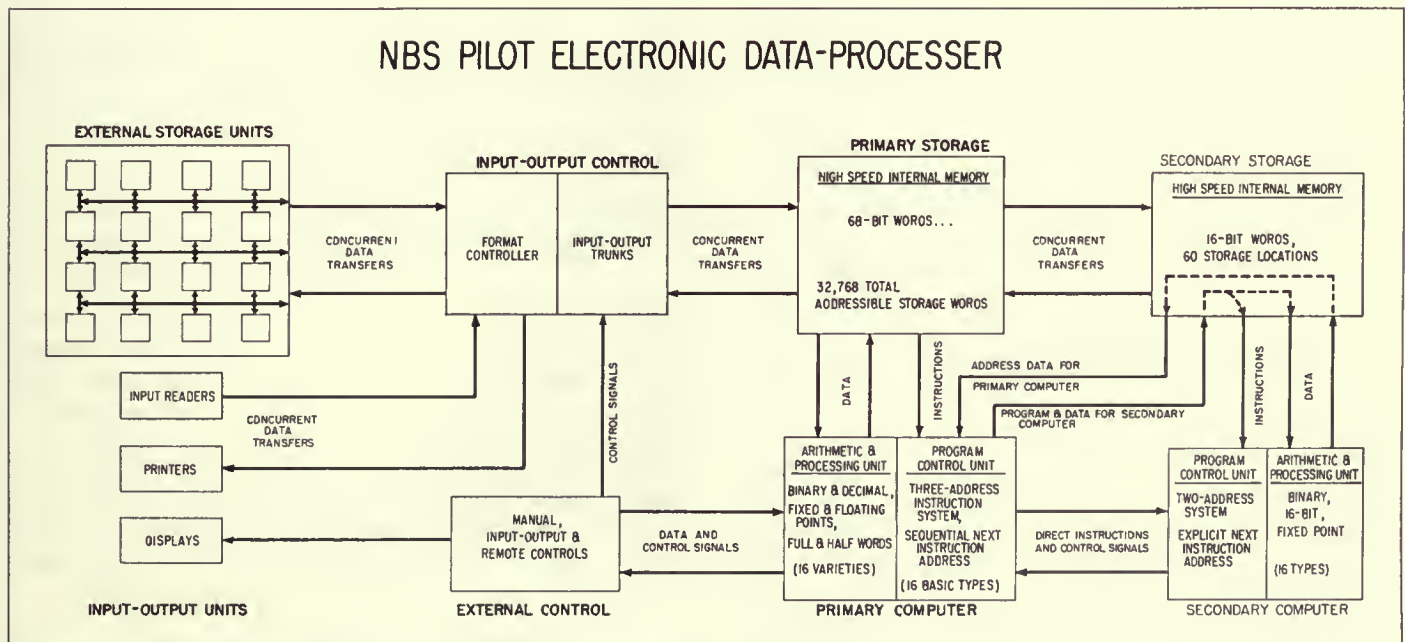 NBS PILOT ELECTRONIC DATA-PROCESSER
EXTERNAL STORAGE UNITS
CONCURRENT
DATA
TRANSFERS
INPUT-OUTPUT CONTROL
FORMAT
CONTROLLER
INPUT-OUTPUT
TRUNKS
CONCURRENT
DATA
TRANSFERS
PRIMARY STORAGE
HIGH SPEED INTERNAL MEMORY
68-BIT WORDS...
32,768 TOTAL
ADDRESSIBLE STORAGE WORDS
CONCURRENT
DATA
TRANSFERS
SECONDARY STORAGE
HIGH SPEED INTERNAL MEMORY
16-BIT WORDS,
60 STORAGE LOCATIONS
INPUT READERS
CONCURRENT
DATA
TRANSFERS
PRINTERS
DISPLAYS
INPUT-OUTPUT UNITS
CONTROL SIGNALS
MANUAL,
INPUT-OUTPUT &
REMOTE CONTROLS
EXTERNAL CONTROL
DATA AND
CONTROL SIGNALS
DATA
INSTRUCTIONS
ADDRESS DATA FOR
PRIMARY COMPUTER
PROGRAM & DATA FOR SECONDARY
COMPUTER
INSTRUCTIONS
DATA
ARITHMETIC &
PROCESSING UNIT
BINARY & DECIMAL,
FIXED & FLOATING
POINTS,
FULL & HALF WORDS
(16 VARIETIES)
PROGRAM
CONTROL UNIT
THREE-ADDRESS
INSTRUCTION
SYSTEM,
SEQUENTIAL NEXT
INSTRUCTION
ADDRESS
(16 BASIC TYPES)
PRIMARY COMPUTER
DIRECT INSTRUCTIONS
AND CONTROL SIGNALS
PROGRAM
CONTROL UNIT
TWO-ADDRESS
SYSTEM
EXPLICIT NEXT
INSTRUCTION
ADDRESS
ARITHMETIC &
PROCESSING UNIT
BINARY,
16-BIT,
FIXED POINT
(16 TYPES)
SECONDARY COMPUTER